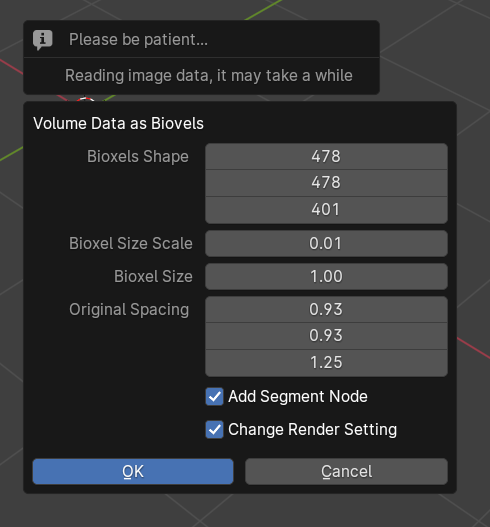 Please be patient...
Reading image data, it may take a while
Volume Data as Biovels
Bioxels Shape 478
478
401
Bioxel Size Scale 0.01
Bioxel Size 1.00
Original Spacing 0.93
0.93
1.25
Add Segment Node
Change Render Setting
OK Cancel